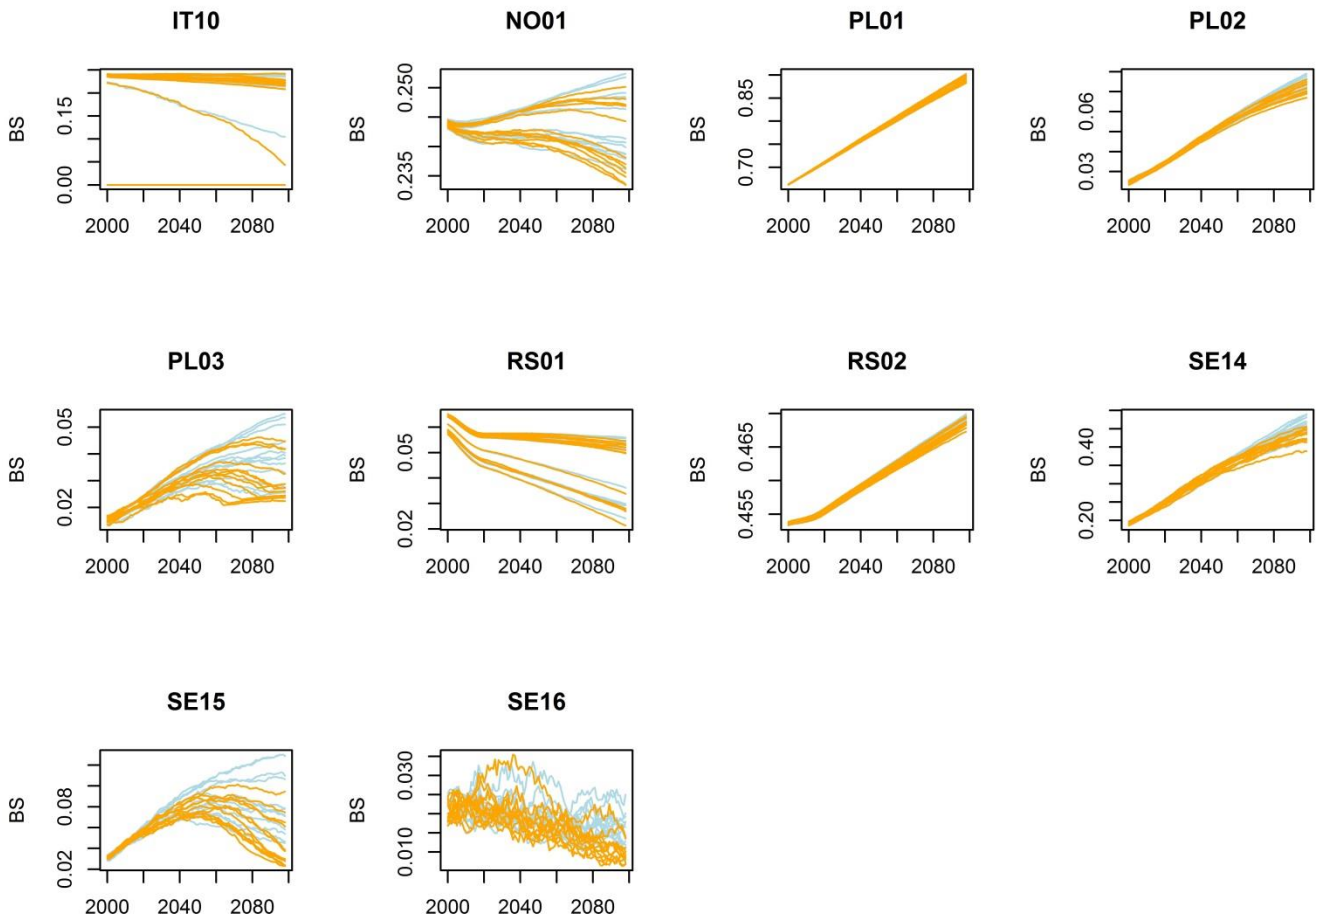 IT10 NO01 PL01 PL02
BS 0.00 0.15 2000 2040 2080
BS 0.235 0.250 2000 2040 2080
BS 0.70 0.85 2000 2040 2080
BS 0.03 0.06 2000 2040 2080
PL03 RS01 RS02 SE14
BS 0.02 0.05 2000 2040 2080
BS 0.02 0.05 2000 2040 2080
BS 0.455 0.465 2000 2040 2080
BS 0.20 0.40 2000 2040 2080
SE15 SE16
BS 0.02 0.08 2000 2040 2080
BS 0.010 0.030 2000 2040 2080